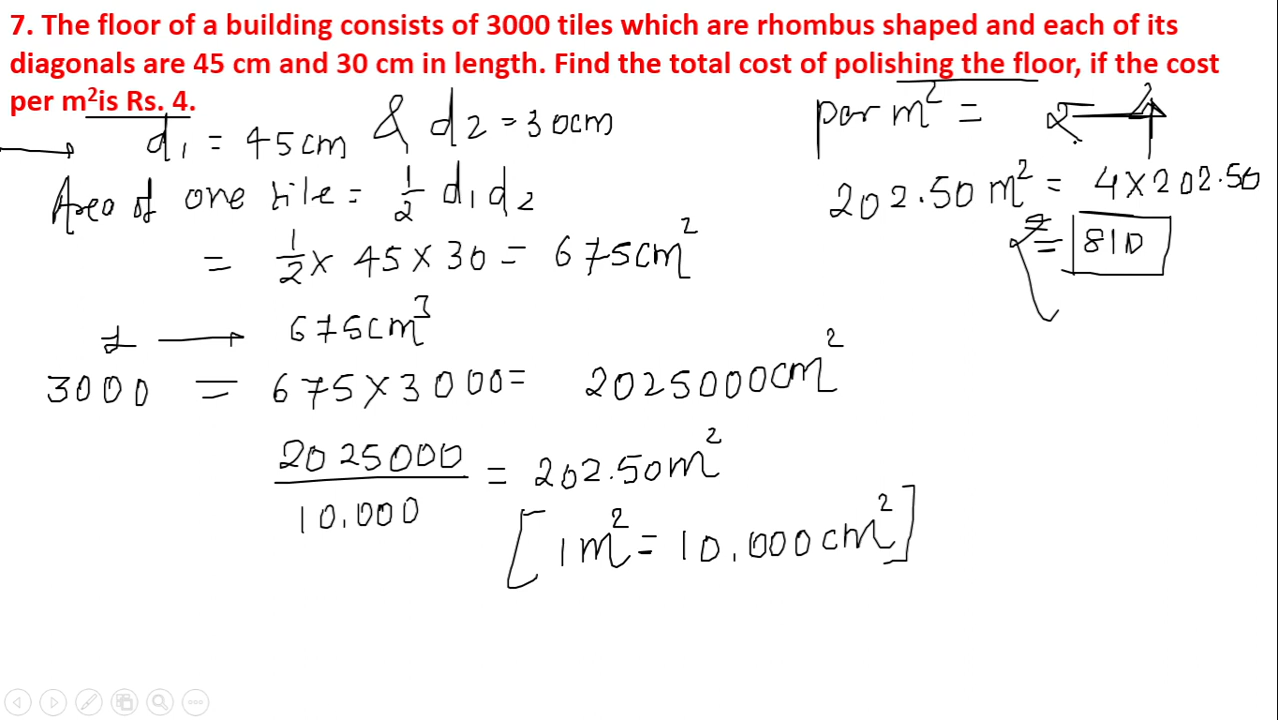 7. The floor of a building consists of 3000 tiles which are rhombus shaped and each of its
diagonals are 45 cm and 30 cm in length. Find the total cost of polishing the floor, if the cost
per m²is Rs. 4.
d₁ = 45cm & d₂ = 30cm
Area of one tile = 1/2 d₁d₂
= 1/2 × 45 × 30 = 675cm²
1 → 675cm³
3000 = 675×3000= 2025000cm²
2025000/10,000 = 202.50m²
[1m² = 10,000cm²]
per m² =
202.50 m² = 4×202.50
= 810